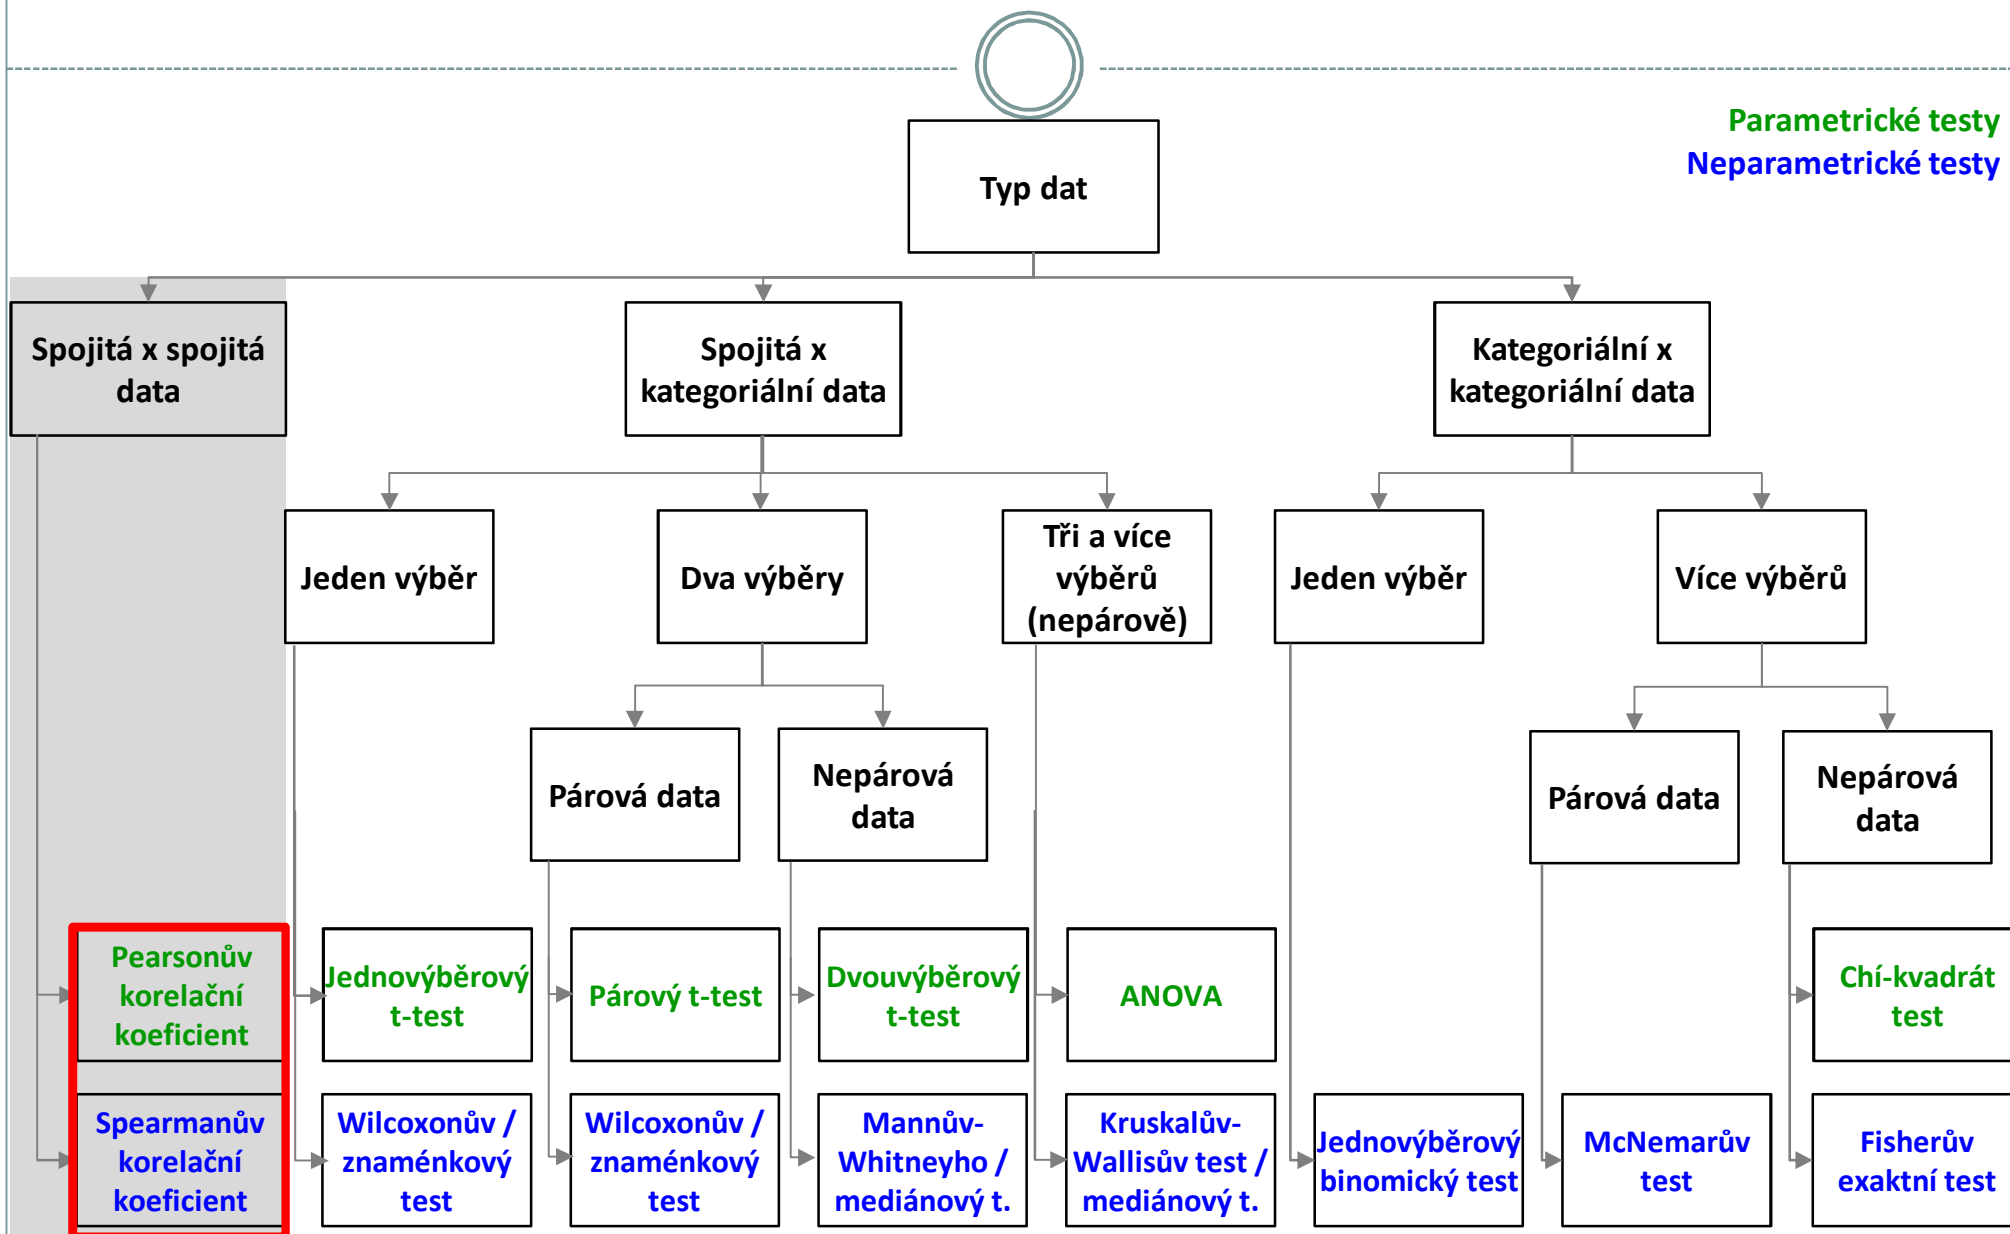 Parametrické testy
Neparametrické testy
Typ dat
Spojitá x spojitá
data
Spojitá x
kategoriální data
Kategoriální x
kategoriální data
Jeden výběr
Dva výběry
Tři a více
výběrů
(nepárově)
Jeden výběr
Více výběrů
Párová data
Nepárová
data
Párová data
Nepárová
data
Pearsonův
korelační
koeficient
Jednovýběrový
t-test
Párový t-test
Dvouvýběrový
t-test
ANOVA
Chí-kvadrát
test
Spearmanův
korelační
koeficient
Wilcoxonův /
znaménkový
test
Wilcoxonův /
znaménkový
test
Mannův-
Whitneyho /
mediánový t.
Kruskalův-
Wallisův test /
mediánový t.
Jednovýběrový
binomický test
McNemarův
test
Fisherův
exaktní test